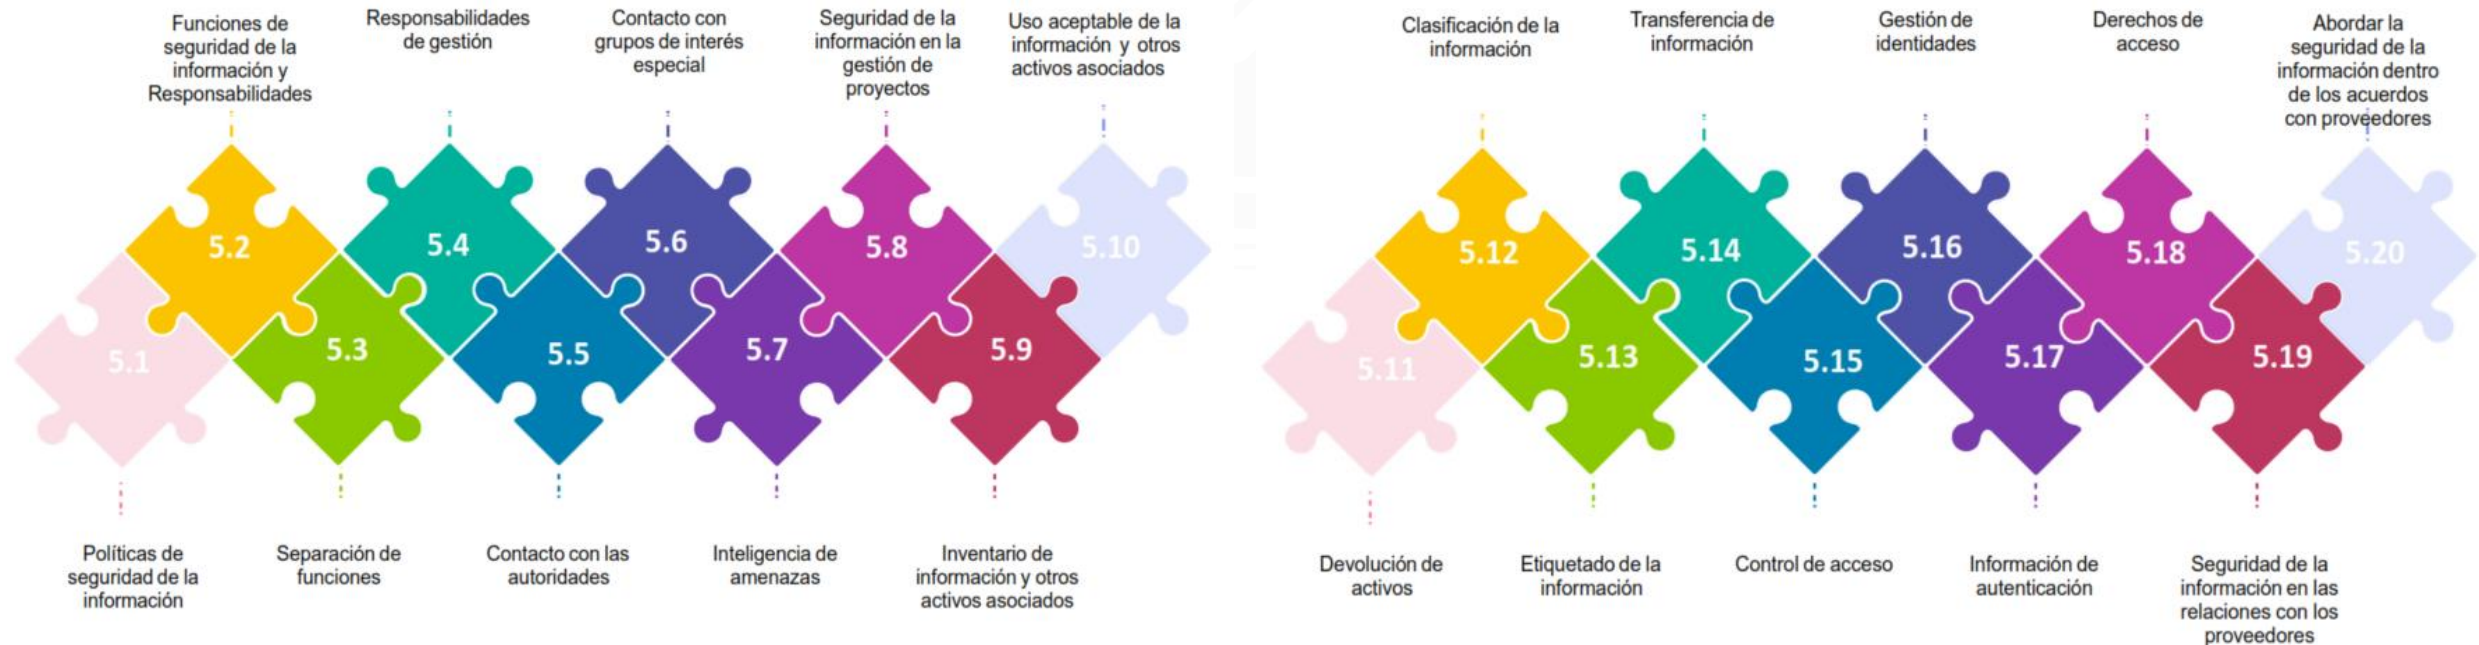 Funciones de
seguridad de la
información y
Responsabilidades
Responsabilidades
de gestión
Contacto con
grupos de interés
especial
Seguridad de la
información en la
gestión de
proyectos
Uso aceptable de la
información y otros
activos asociados
5.2
5.4
5.6
5.8
5.10
5.1
5.3
5.5
5.7
5.9
Políticas de
seguridad de la
información
Separación de
funciones
Contacto con las
autoridades
Inteligencia de
amenazas
Inventario de
información y otros
activos asociados
Clasificación de la
información
Transferencia de
información
Gestión de
identidades
Derechos de
acceso
Abordar la
seguridad de la
información dentro
de los acuerdos
con proveedores
5.12
5.14
5.16
5.18
5.20
5.11
5.13
5.15
5.17
5.19
Devolución de
activos
Etiquetado de la
información
Control de acceso
Información de
autenticación
Seguridad de la
información en las
relaciones con los
proveedores